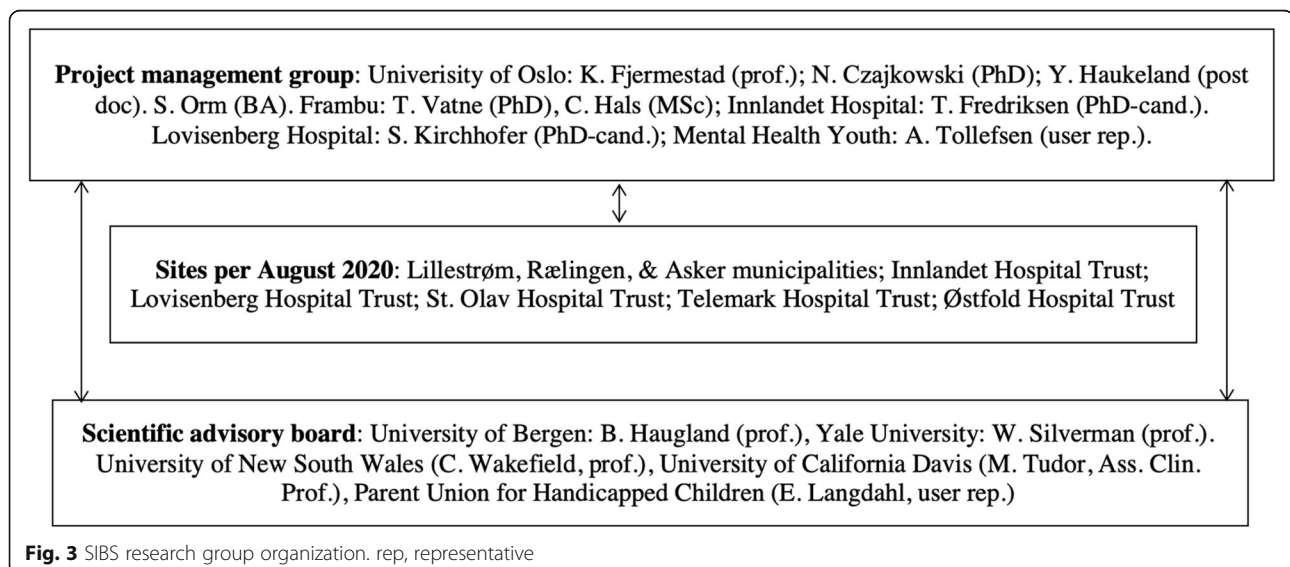 Project management group: Univerisity of Oslo: K. Fjermestad (prof.); N. Czajkowski (PhD); Y. Haukeland (post
doc). S. Orm (BA). Frambu: T. Vatne (PhD), C. Hals (MSc); Innlandet Hospital: T. Fredriksen (PhD-cand.).
Lovisenberg Hospital: S. Kirchhofer (PhD-cand.); Mental Health Youth: A. Tollefsen (user rep.).
Sites per August 2020: Lillestrøm, Rælingen, & Asker municipalities; Innlandet Hospital Trust;
Lovisenberg Hospital Trust; St. Olav Hospital Trust; Telemark Hospital Trust; Østfold Hospital Trust
Scientific advisory board: University of Bergen: B. Haugland (prof.), Yale University: W. Silverman (prof.).
University of New South Wales (C. Wakefield, prof.), University of California Davis (M. Tudor, Ass. Clin.
Prof.), Parent Union for Handicapped Children (E. Langdahl, user rep.)
Fig. 3 SIBS research group organization. rep, representative